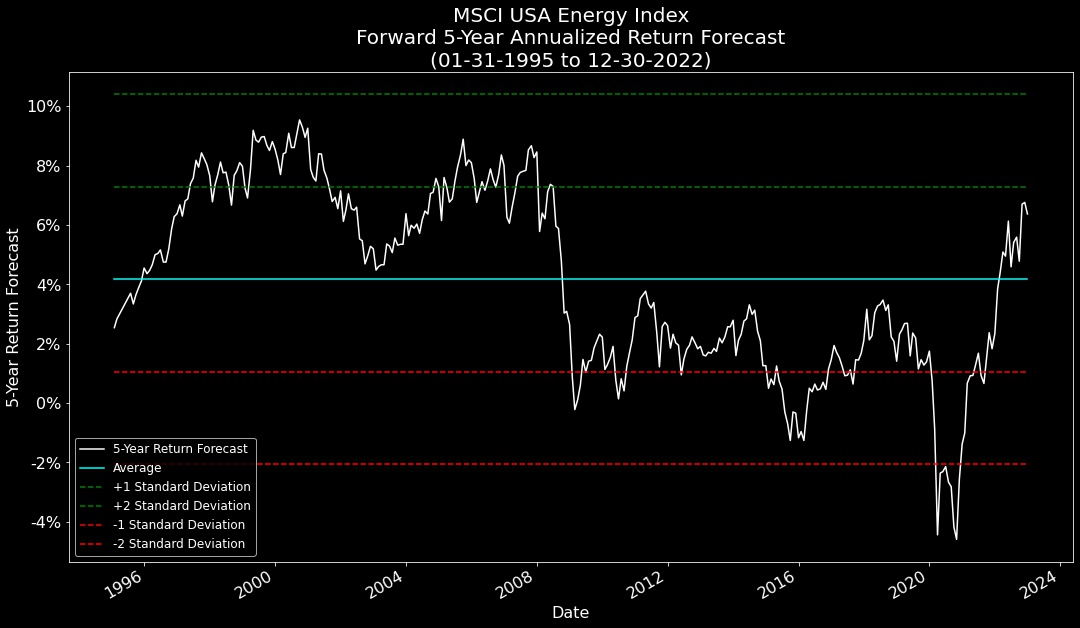 MSCI USA Energy Index
Forward 5-Year Annualized Return Forecast
(01-31-1995 to 12-30-2022)
5-Year Return Forecast
10%
8%
6%
4%
2%
0%
-2%
-4%
5-Year Return Forecast
Average
+1 Standard Deviation
+2 Standard Deviation
-1 Standard Deviation
-2 Standard Deviation
1996
2000
2004
2008
2012
2016
2020
2024
Date